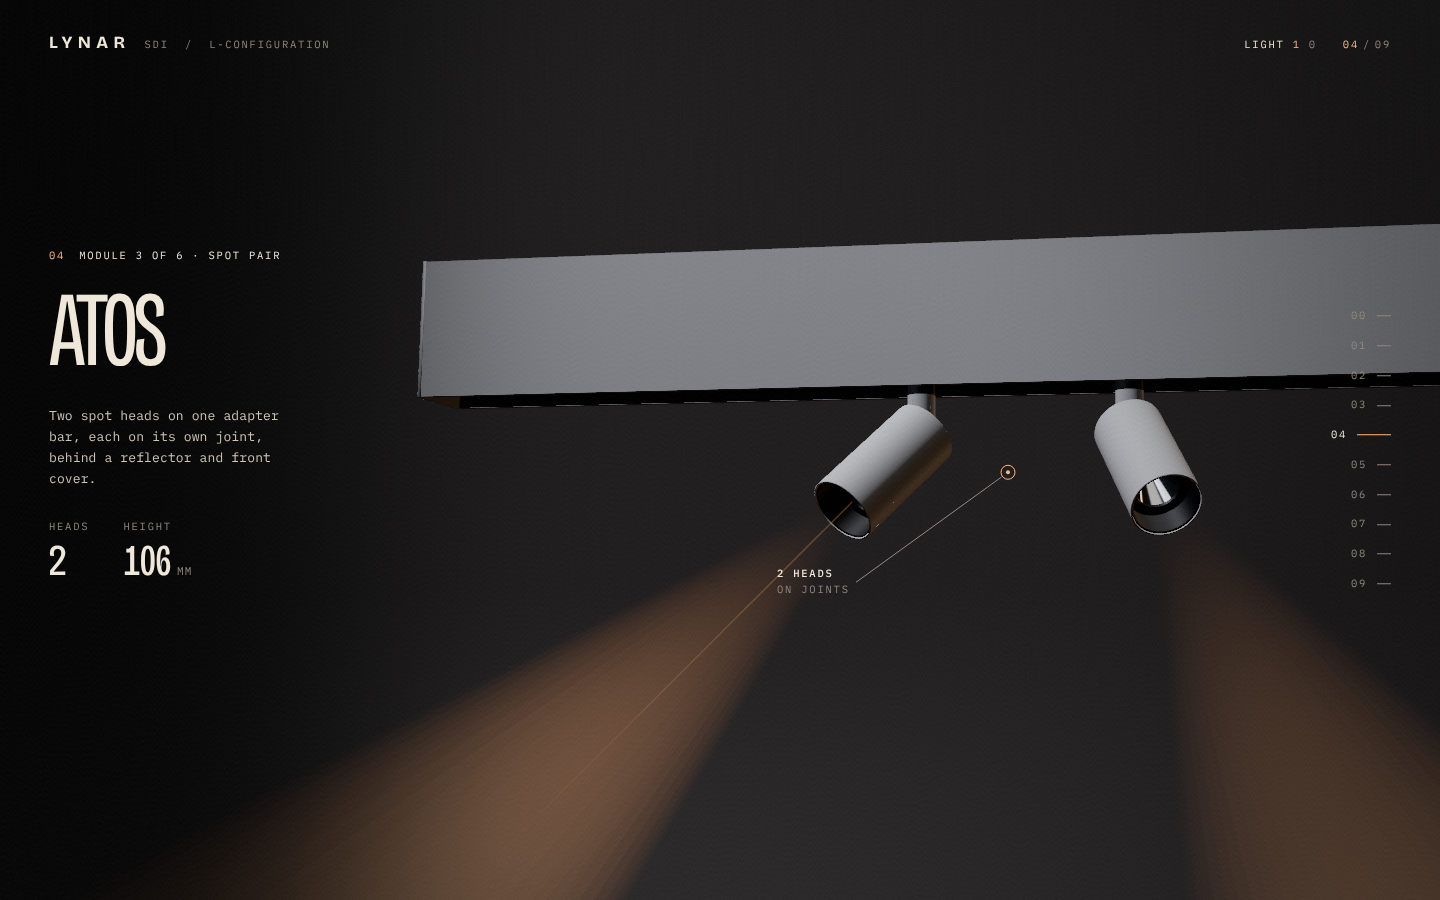 LYNAR SDI / L-CONFIGURATION
LIGHT 1 0 04 / 09
04 MODULE 3 OF 6 · SPOT PAIR
ATOS
Two spot heads on one adapter
bar, each on its own joint,
behind a reflector and front
cover.
HEADS HEIGHT
2 106 MM
2 HEADS
ON JOINTS
00
01
02
03
04
05
06
07
08
09